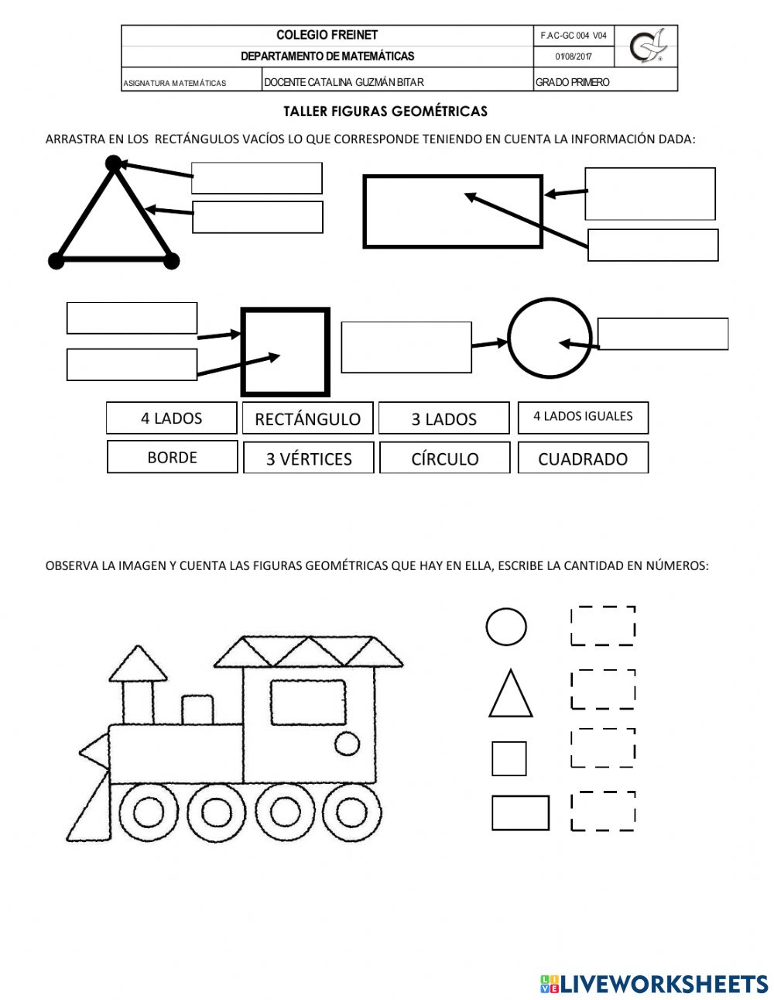 COLEGIO FREINET
F.AC-GC 004 V04
DEPARTAMENTO DE MATEMÁTICAS
01/08/2017
ASIGNATURA MATEMÁTICAS
DOCENTE CATALINA GUZMÁN BITAR
GRADO PRIMERO
TALLER FIGURAS GEOMÉTRICAS
ARRASTRA EN LOS RECTÁNGULOS VACÍOS LO QUE CORRESPONDE TENIENDO EN CUENTA LA INFORMACIÓN DADA:
4 LADOS
RECTÁNGULO
3 LADOS
4 LADOS IGUALES
BORDE
3 VÉRTICES
CÍRCULO
CUADRADO
OBSERVA LA IMAGEN Y CUENTA LAS FIGURAS GEOMÉTRICAS QUE HAY EN ELLA, ESCRIBE LA CANTIDAD EN NÚMEROS:
LIVE LIVEWORKSHEETS